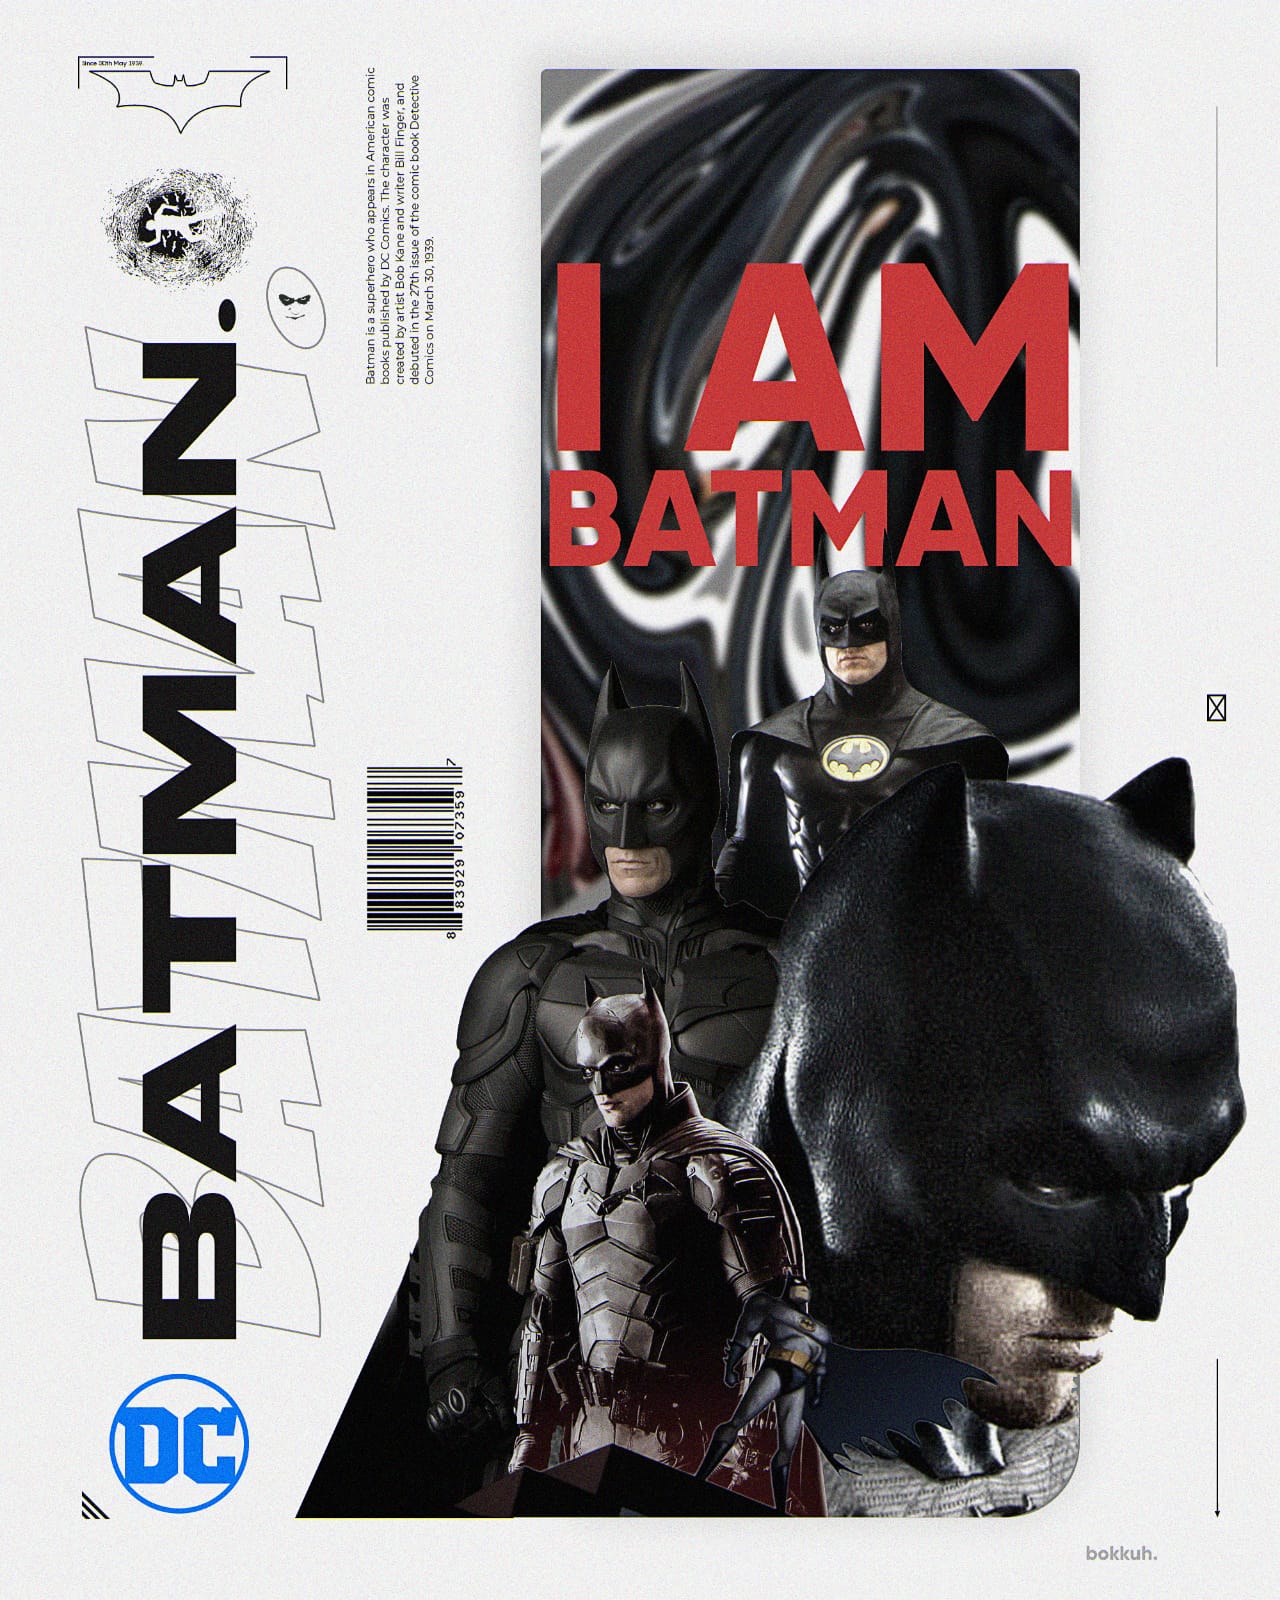 Since 30th May 1939.
Batman is a superhero who appears in American comic
books published by DC Comics. The character was
created by artist Bob Kane and writer Bill Finger, and
debuted in the 27th issue of the comic book Detective
Comics on March 30, 1939.
BATMAN.
BATMAN.
I AM
BATMAN
8 83929 07359 7
DC
bokkuh.